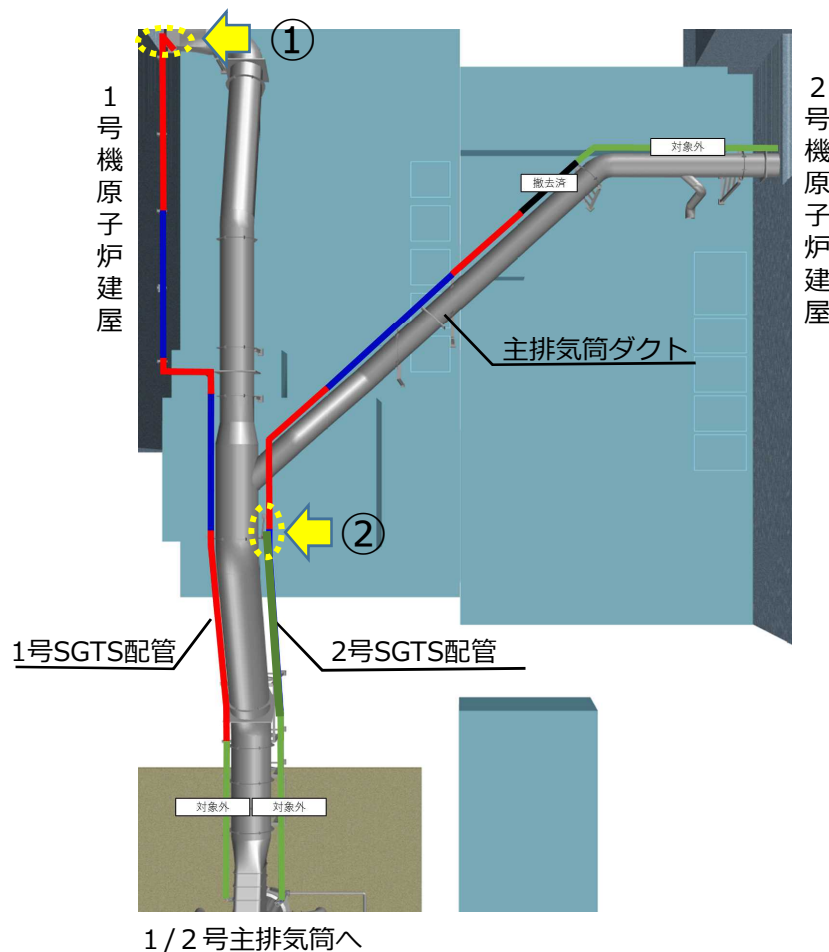 ①
1号機原子炉建屋
2号機原子炉建屋
対象外
撤去済
主排気筒ダクト
②
1号SGTS配管
2号SGTS配管
対象外
対象外
1/2号主排気筒へ